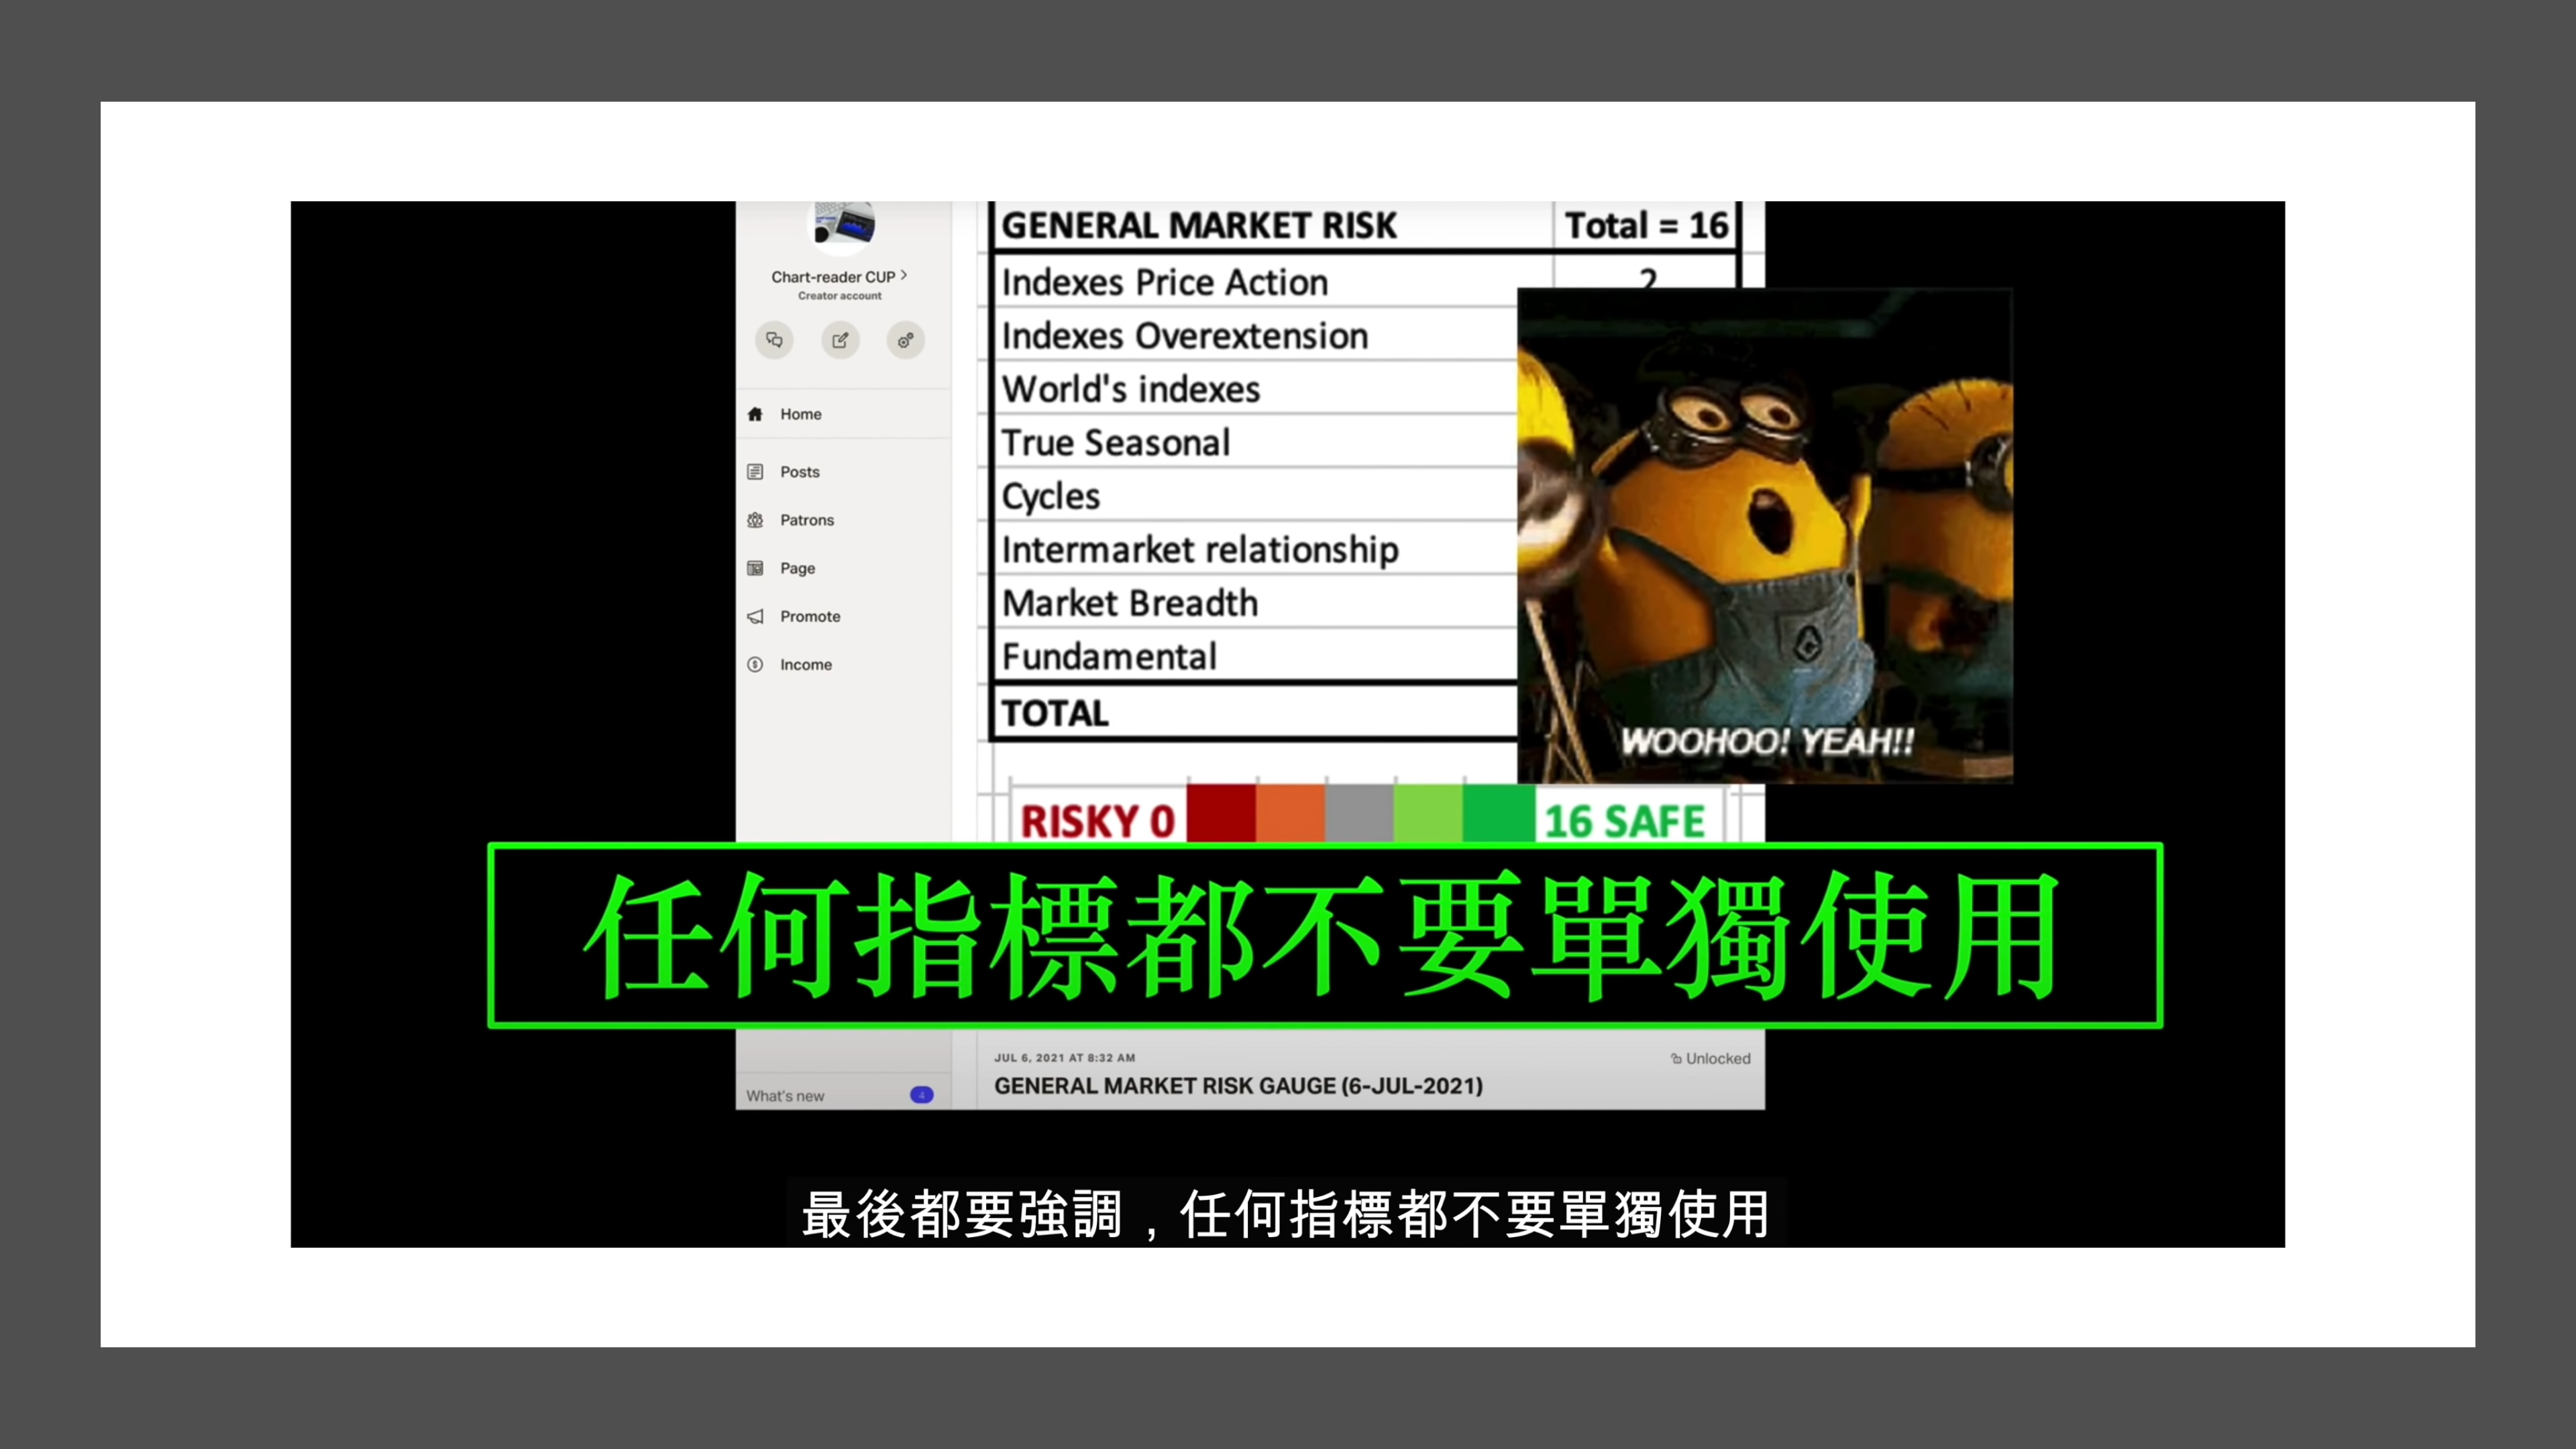 GENERAL MARKET RISK Total = 16
Chart-reader CUP >
Creator account
Indexes Price Action 2
Indexes Overextension
World's indexes
True Seasonal
Cycles
Intermarket relationship
Market Breadth
Fundamental
TOTAL
Home
Posts
Patrons
Page
Promote
Income
WOOHOO! YEAH!!
RISKY 0 16 SAFE
任何指標都不要單獨使用
JUL 6, 2021 AT 8:32 AM Unlocked
GENERAL MARKET RISK GAUGE (6-JUL-2021)
What's new 4
最後都要強調，任何指標都不要單獨使用